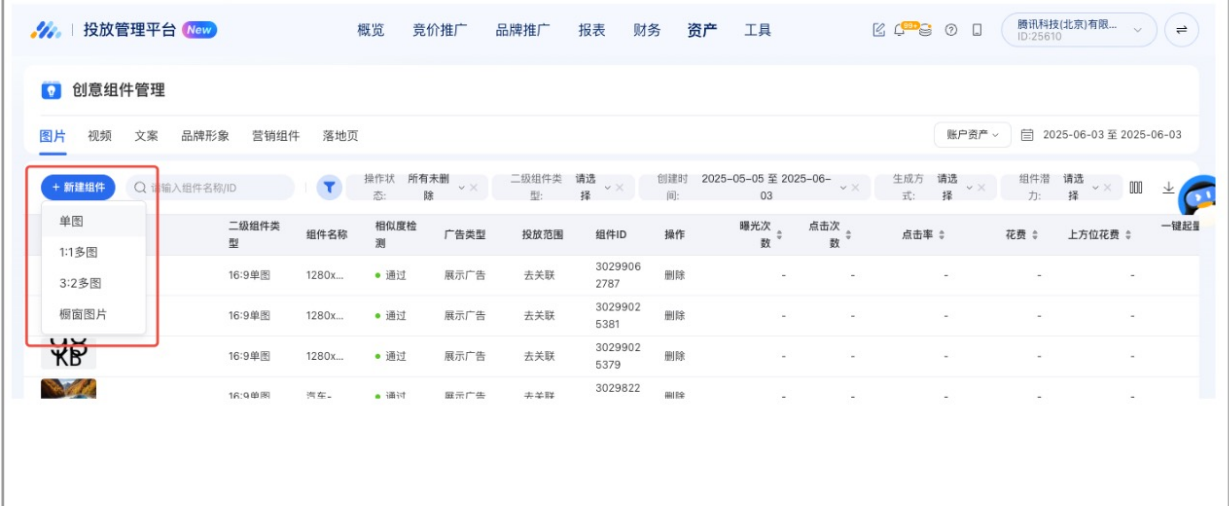 投放管理平台 New 概览 竞价推广 品牌推广 报表 财务 资产 工具 99+ 腾讯科技(北京)有限...
ID:25610
创意组件管理
图片 视频 文案 品牌形象 营销组件 落地页 账户资产 2025-06-03 至 2025-06-03
+ 新建组件 请输入组件名称/ID 操作状态: 所有未删除 二级组件类型: 请选择 创建时间: 2025-05-05 至 2025-06-03 生成方式: 请选择 组件潜力: 请选择
单图
1:1多图
3:2多图
橱窗图片
二级组件类型 组件名称 相似度检测 广告类型 投放范围 组件ID 操作 曝光次数 点击次数 点击率 花费 上方位花费 一键起量
16:9单图 1280x... 通过 展示广告 去关联 30299062787 删除 - - - - -
16:9单图 1280x... 通过 展示广告 去关联 30299025381 删除 - - - - -
KB 16:9单图 1280x... 通过 展示广告 去关联 30299025379 删除 - - - - -
16:9单图 汽车- 通过 展示广告 去关联 3029822 删除 - - - - -